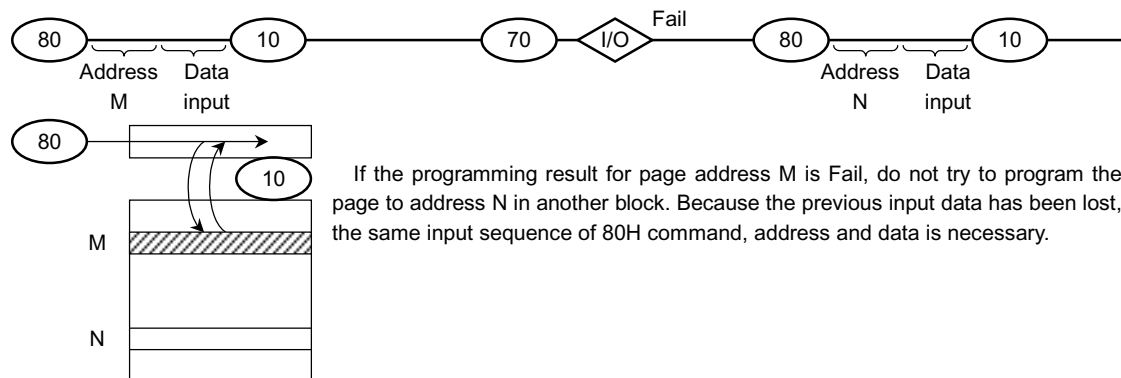 80 10 70 I/O Fail 80 10
Address M Data input Address N Data input
80
10
If the programming result for page address M is Fail, do not try to program the
page to address N in another block. Because the previous input data has been lost,
the same input sequence of 80H command, address and data is necessary.
M
N